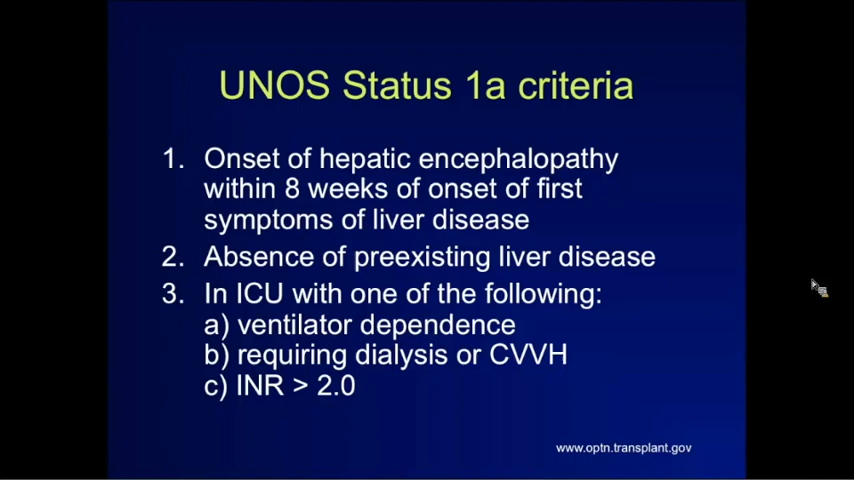 UNOS Status 1a criteria
1. Onset of hepatic encephalopathy
within 8 weeks of onset of first
symptoms of liver disease
2. Absence of preexisting liver disease
3. In ICU with one of the following:
a) ventilator dependence
b) requiring dialysis or CVVH
c) INR > 2.0
www.optn.transplant.gov